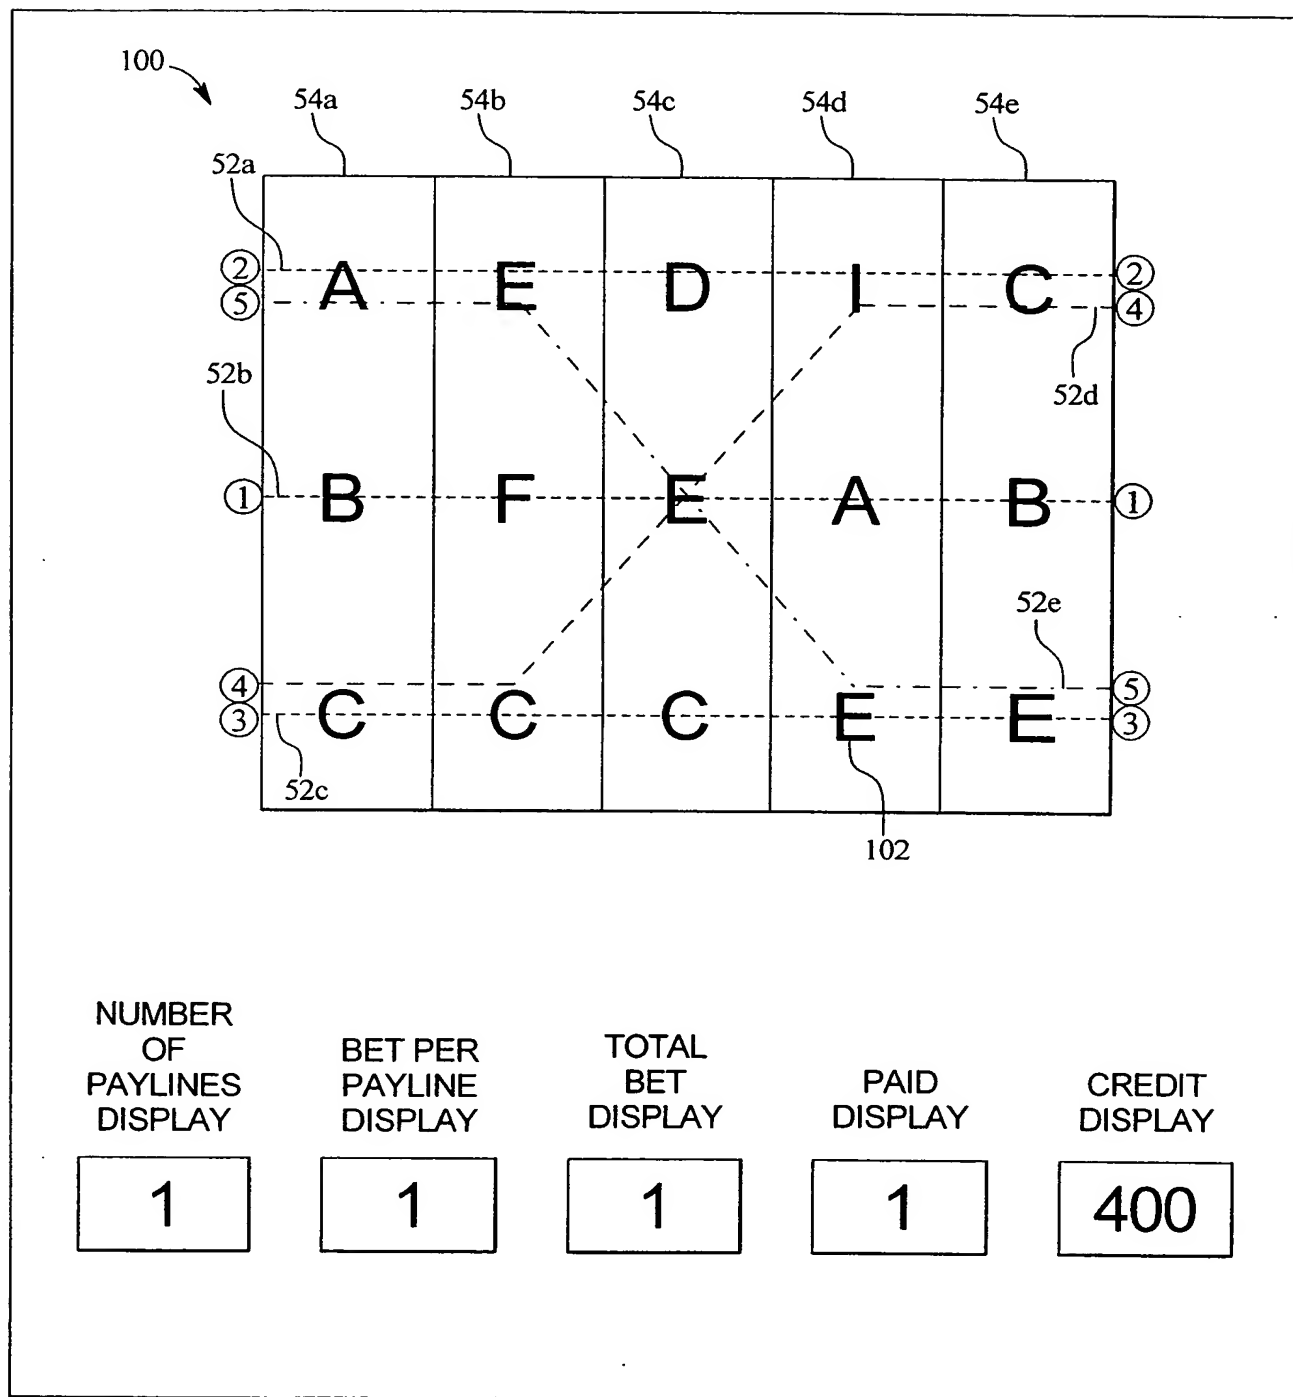 100
54a 54b 54c 54d 54e
52a
② A E D I C ②
⑤ ④
52b 52d
① B F E A B ①
52e
④ ⑤
③ C C C E E ③
52c
102
NUMBER
OF
PAYLINES
DISPLAY
1
BET PER
PAYLINE
DISPLAY
1
TOTAL
BET
DISPLAY
1
PAID
DISPLAY
1
CREDIT
DISPLAY
400